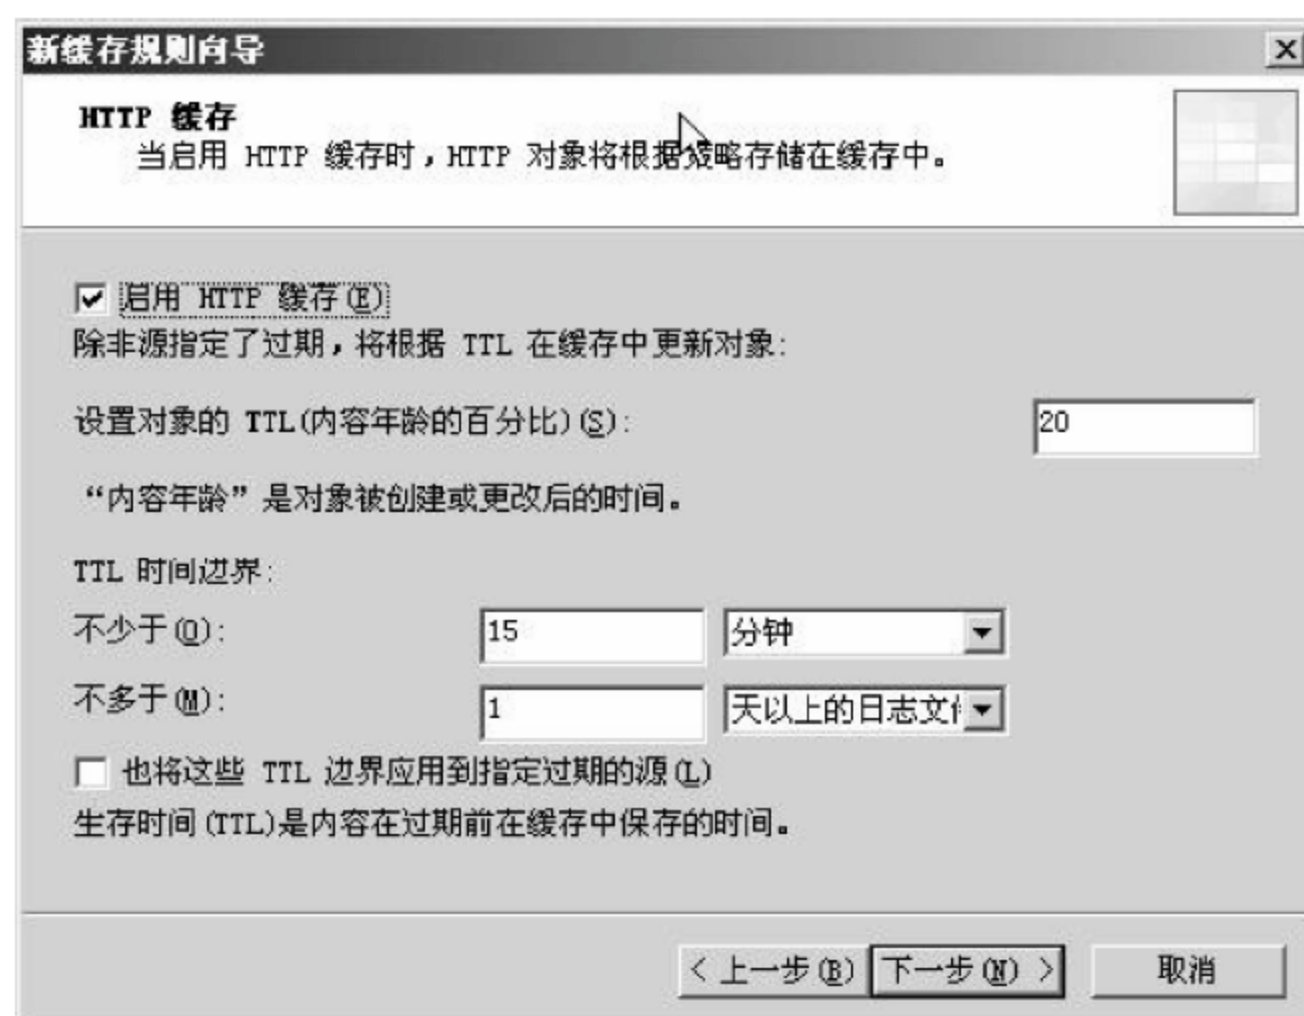 新缓存规则向导
HTTP 缓存
当启用 HTTP 缓存时，HTTP 对象将根据策略存储在缓存中。
启用 HTTP 缓存(E)
除非源指定了过期，将根据 TTL 在缓存中更新对象:
设置对象的 TTL(内容年龄的百分比)(S): 20
“内容年龄”是对象被创建或更改后的时间。
TTL 时间边界:
不少于(O): 15 分钟
不多于(M): 1 天以上的日志文
也将这些 TTL 边界应用到指定过期的源(L)
生存时间(TTL)是内容在过期前在缓存中保存的时间。
< 上一步(B) 下一步(N) > 取消